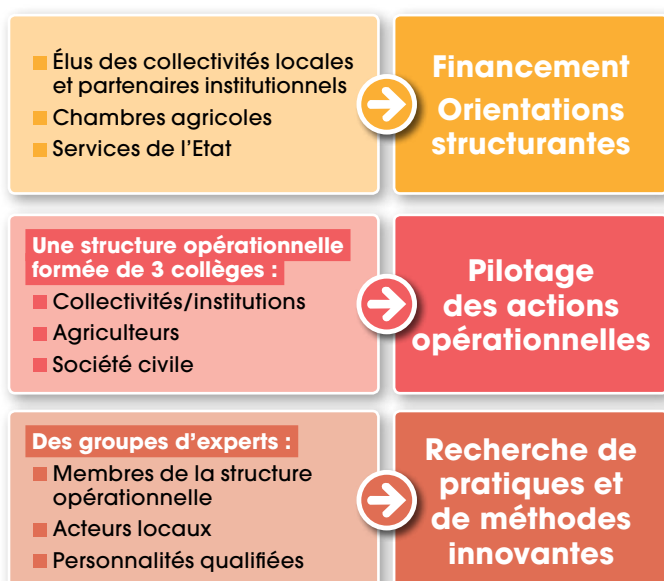 Élus des collectivités locales
et partenaires institutionnels
Chambres agricoles
Services de l'Etat
Financement
Orientations
structurantes
Une structure opérationnelle
formée de 3 collèges :
Collectivités/institutions
Agriculteurs
Société civile
Pilotage
des actions
opérationnelles
Des groupes d'experts :
Membres de la structure
opérationnelle
Acteurs locaux
Personnalités qualifiées
Recherche de
pratiques et
de méthodes
innovantes